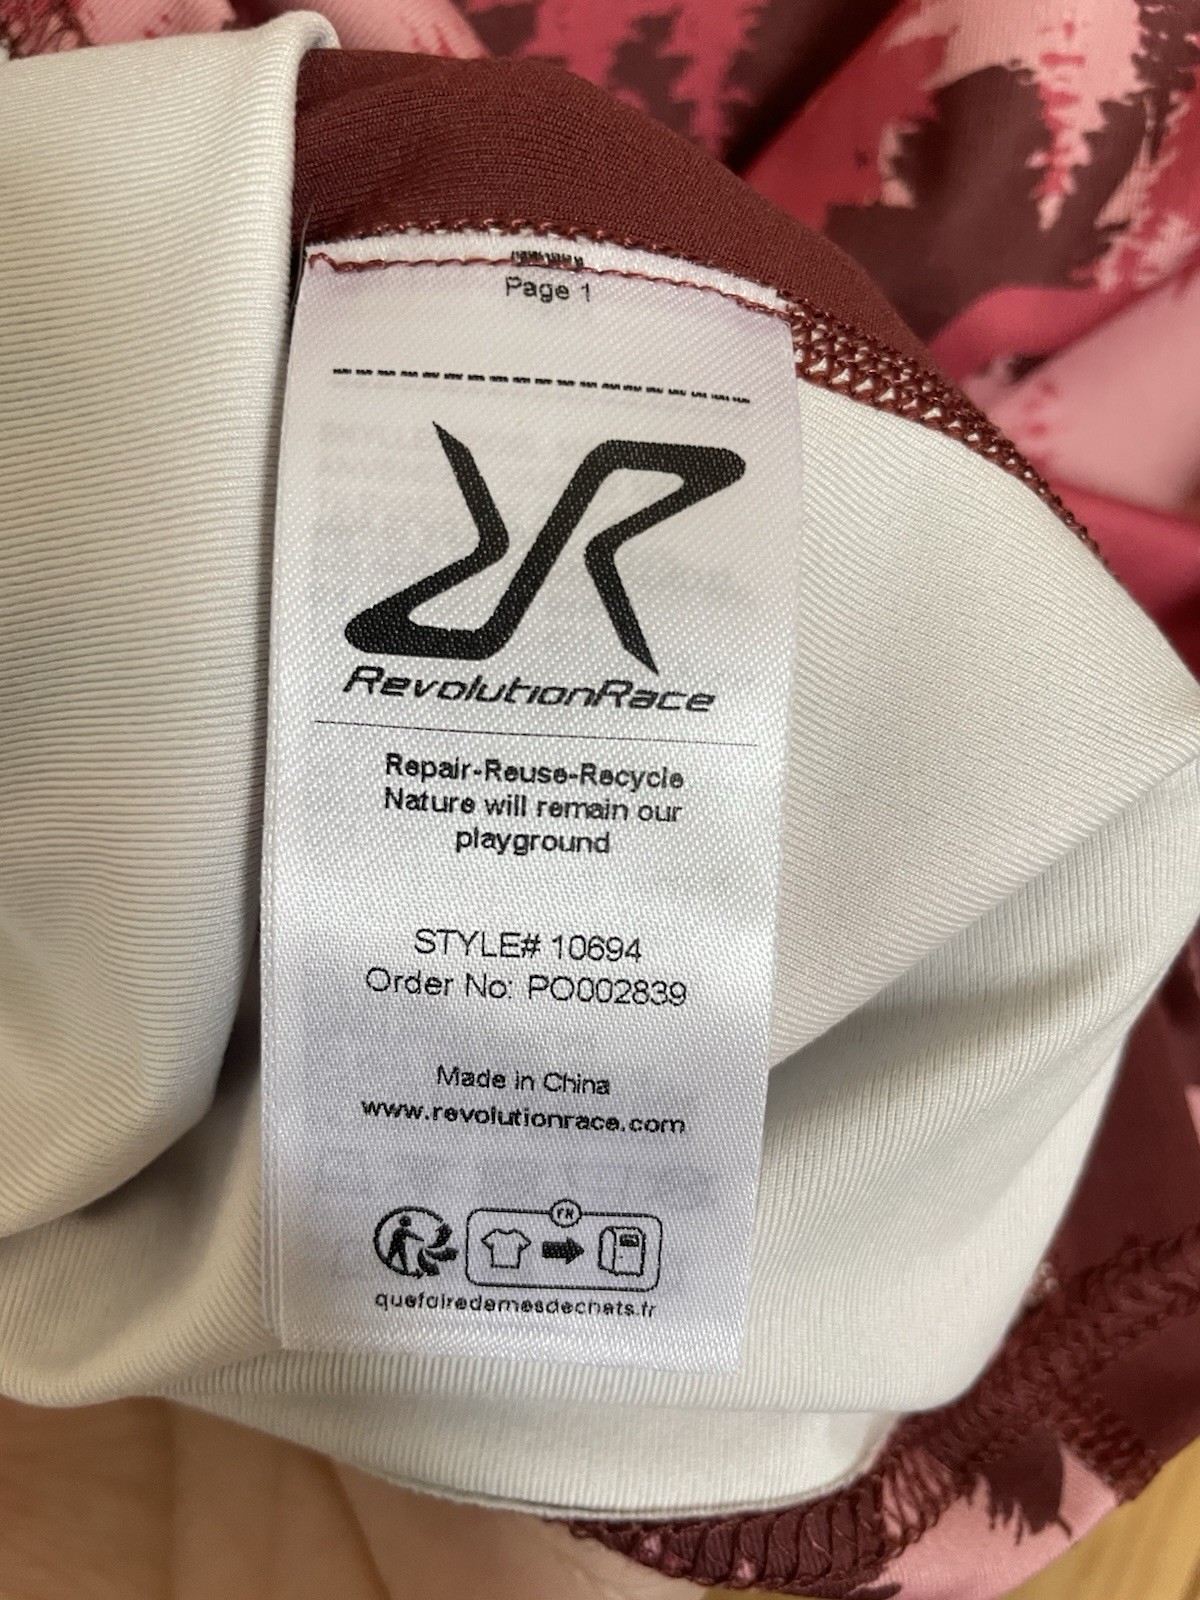 Page 1
RevolutionRace
Repair-Reuse-Recycle
Nature will remain our
playground
STYLE# 10694
Order No: PO002839
Made in China
www.revolutionrace.com
FR
quefairedemesdechets.fr